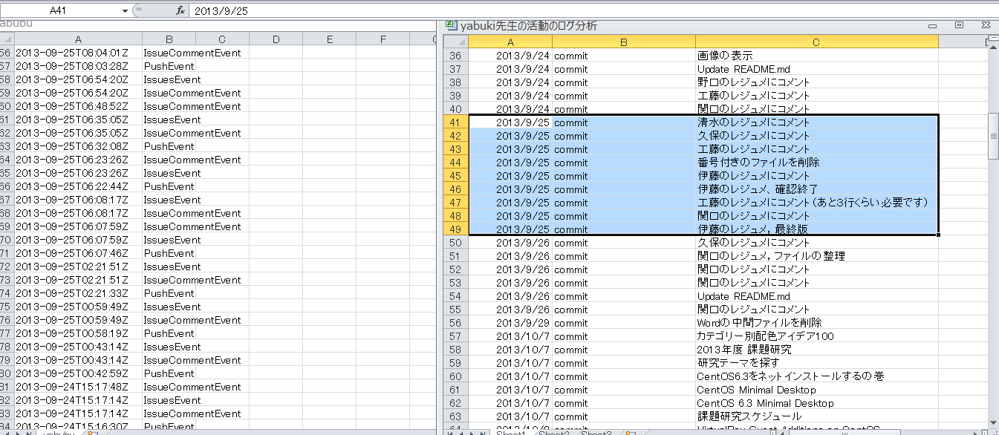 A41 fx 2013/9/25
yabubu
A B C D E F
56 2013-09-25T08:04:01Z IssueCommentEvent
57 2013-09-25T08:03:28Z PushEvent
58 2013-09-25T06:54:20Z IssuesEvent
59 2013-09-25T06:54:20Z IssueCommentEvent
60 2013-09-25T06:48:52Z IssueCommentEvent
61 2013-09-25T06:35:05Z IssuesEvent
62 2013-09-25T06:35:05Z IssueCommentEvent
63 2013-09-25T06:32:08Z PushEvent
64 2013-09-25T06:23:26Z IssueCommentEvent
65 2013-09-25T06:23:26Z IssuesEvent
66 2013-09-25T06:22:44Z PushEvent
67 2013-09-25T06:08:17Z IssuesEvent
68 2013-09-25T06:08:17Z IssueCommentEvent
69 2013-09-25T06:07:59Z IssueCommentEvent
70 2013-09-25T06:07:59Z IssuesEvent
71 2013-09-25T06:07:46Z PushEvent
72 2013-09-25T02:21:51Z IssuesEvent
73 2013-09-25T02:21:51Z IssueCommentEvent
74 2013-09-25T02:21:33Z PushEvent
75 2013-09-25T00:59:49Z IssuesEvent
76 2013-09-25T00:59:49Z IssueCommentEvent
77 2013-09-25T00:58:19Z PushEvent
78 2013-09-25T00:43:14Z IssuesEvent
79 2013-09-25T00:43:14Z IssueCommentEvent
80 2013-09-25T00:42:59Z PushEvent
81 2013-09-24T15:17:48Z IssueCommentEvent
82 2013-09-24T15:17:14Z IssuesEvent
83 2013-09-24T15:17:14Z IssueCommentEvent
84 2013-09-24T15:16:30Z PushEvent
yabubu
yabuki先生の活動のログ分析
A B C
36 2013/9/24 commit 画像の表示
37 2013/9/24 commit Update README.md
38 2013/9/24 commit 野口のレジュメにコメント
39 2013/9/24 commit 工藤のレジュメにコメント
40 2013/9/24 commit 関口のレジュメにコメント
41 2013/9/25 commit 清水のレジュメにコメント
42 2013/9/25 commit 久保のレジュメにコメント
43 2013/9/25 commit 工藤のレジュメにコメント
44 2013/9/25 commit 番号付きのファイルを削除
45 2013/9/25 commit 伊藤のレジュメにコメント
46 2013/9/25 commit 伊藤のレジュメ、確認終了
47 2013/9/25 commit 工藤のレジュメにコメント（あと3行くらい必要です）
48 2013/9/25 commit 関口のレジュメにコメント
49 2013/9/25 commit 伊藤のレジュメ，最終版
50 2013/9/26 commit 久保のレジュメにコメント
51 2013/9/26 commit 関口のレジュメ，ファイルの整理
52 2013/9/26 commit 関口のレジュメにコメント
53 2013/9/26 commit 関口のレジュメにコメント
54 2013/9/26 commit Update README.md
55 2013/9/26 commit 関口のレジュメにコメント
56 2013/9/29 commit Wordの中間ファイルを削除
57 2013/10/7 commit カテゴリー別配色アイデア100
58 2013/10/7 commit 2013年度 課題研究
59 2013/10/7 commit 研究テーマを探す
60 2013/10/7 commit CentOS6.3をネットインストールするの巻
61 2013/10/7 commit CentOS Minimal Desktop
62 2013/10/7 commit CentOS 6.3 Minimal Desktop
63 2013/10/7 commit 課題研究スケジュール
64 2013/10/8 commit VirtualBox Guest Additions on CentOS
Sheet1 Sheet2 Sheet3